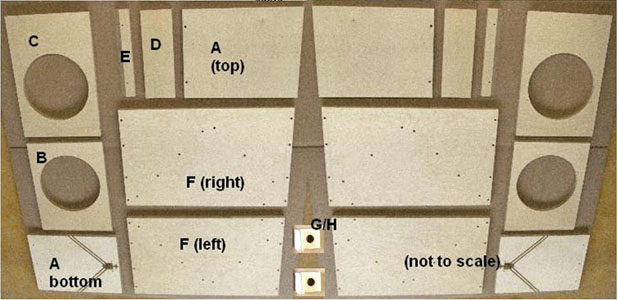 C
E
D
A
(top)
B
F (right)
G/H
F (left)
(not to scale)
A
bottom